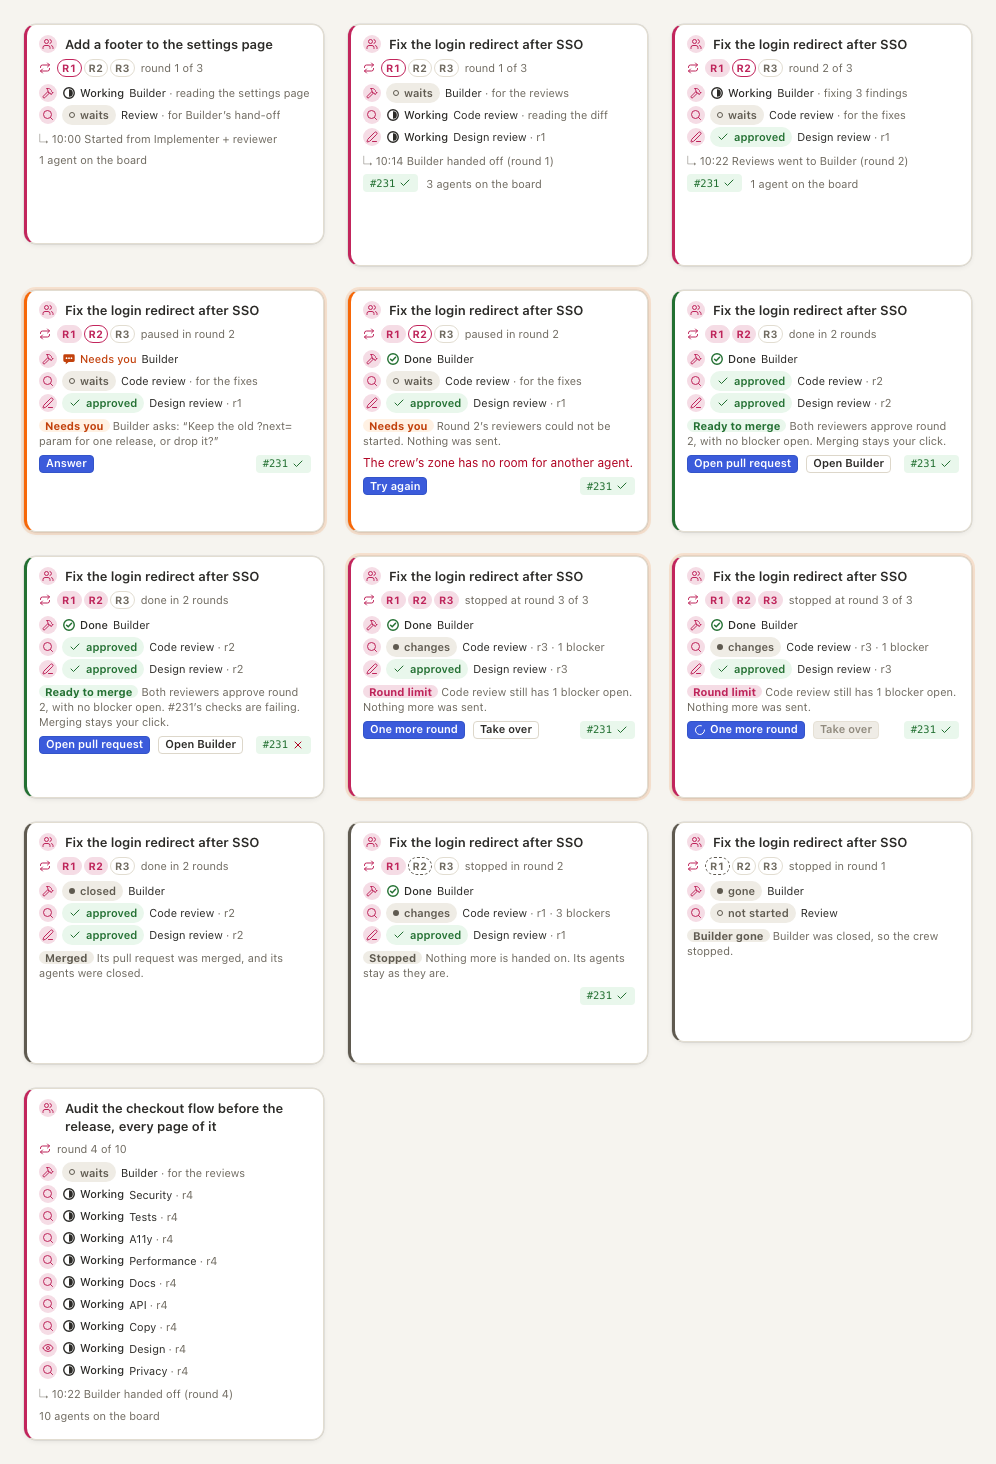 Add a footer to the settings page
R1 R2 R3 round 1 of 3
Working Builder · reading the settings page
waits Review · for Builder's hand-off
10:00 Started from Implementer + reviewer
1 agent on the board
Fix the login redirect after SSO
R1 R2 R3 round 1 of 3
waits Builder · for the reviews
Working Code review · reading the diff
Working Design review · r1
10:14 Builder handed off (round 1)
#231 3 agents on the board
Fix the login redirect after SSO
R1 R2 R3 round 2 of 3
Working Builder · fixing 3 findings
waits Code review · for the fixes
approved Design review · r1
10:22 Reviews went to Builder (round 2)
#231 1 agent on the board
Fix the login redirect after SSO
R1 R2 R3 paused in round 2
Needs you Builder
waits Code review · for the fixes
approved Design review · r1
Needs you Builder asks: “Keep the old ?next=
param for one release, or drop it?”
Answer #231
Fix the login redirect after SSO
R1 R2 R3 paused in round 2
Done Builder
waits Code review · for the fixes
approved Design review · r1
Needs you Round 2's reviewers could not be
started. Nothing was sent.
The crew's zone has no room for another agent.
Try again #231
Fix the login redirect after SSO
R1 R2 R3 done in 2 rounds
Done Builder
approved Code review · r2
approved Design review · r2
Ready to merge Both reviewers approve round
2, with no blocker open. Merging stays your click.
Open pull request Open Builder #231
Fix the login redirect after SSO
R1 R2 R3 done in 2 rounds
Done Builder
approved Code review · r2
approved Design review · r2
Ready to merge Both reviewers approve round
2, with no blocker open. #231's checks are failing.
Merging stays your click.
Open pull request Open Builder #231
Fix the login redirect after SSO
R1 R2 R3 stopped at round 3 of 3
Done Builder
changes Code review · r3 · 1 blocker
approved Design review · r3
Round limit Code review still has 1 blocker open.
Nothing more was sent.
One more round Take over #231
Fix the login redirect after SSO
R1 R2 R3 stopped at round 3 of 3
Done Builder
changes Code review · r3 · 1 blocker
approved Design review · r3
Round limit Code review still has 1 blocker open.
Nothing more was sent.
One more round Take over #231
Fix the login redirect after SSO
R1 R2 R3 done in 2 rounds
closed Builder
approved Code review · r2
approved Design review · r2
Merged Its pull request was merged, and its
agents were closed.
Fix the login redirect after SSO
R1 R2 R3 stopped in round 2
Done Builder
changes Code review · r1 · 3 blockers
approved Design review · r1
Stopped Nothing more is handed on. Its agents
stay as they are.
#231
Fix the login redirect after SSO
R1 R2 R3 stopped in round 1
gone Builder
not started Review
Builder gone Builder was closed, so the crew
stopped.
Audit the checkout flow before the
release, every page of it
round 4 of 10
waits Builder · for the reviews
Working Security · r4
Working Tests · r4
Working A11y · r4
Working Performance · r4
Working Docs · r4
Working API · r4
Working Copy · r4
Working Design · r4
Working Privacy · r4
10:22 Builder handed off (round 4)
10 agents on the board